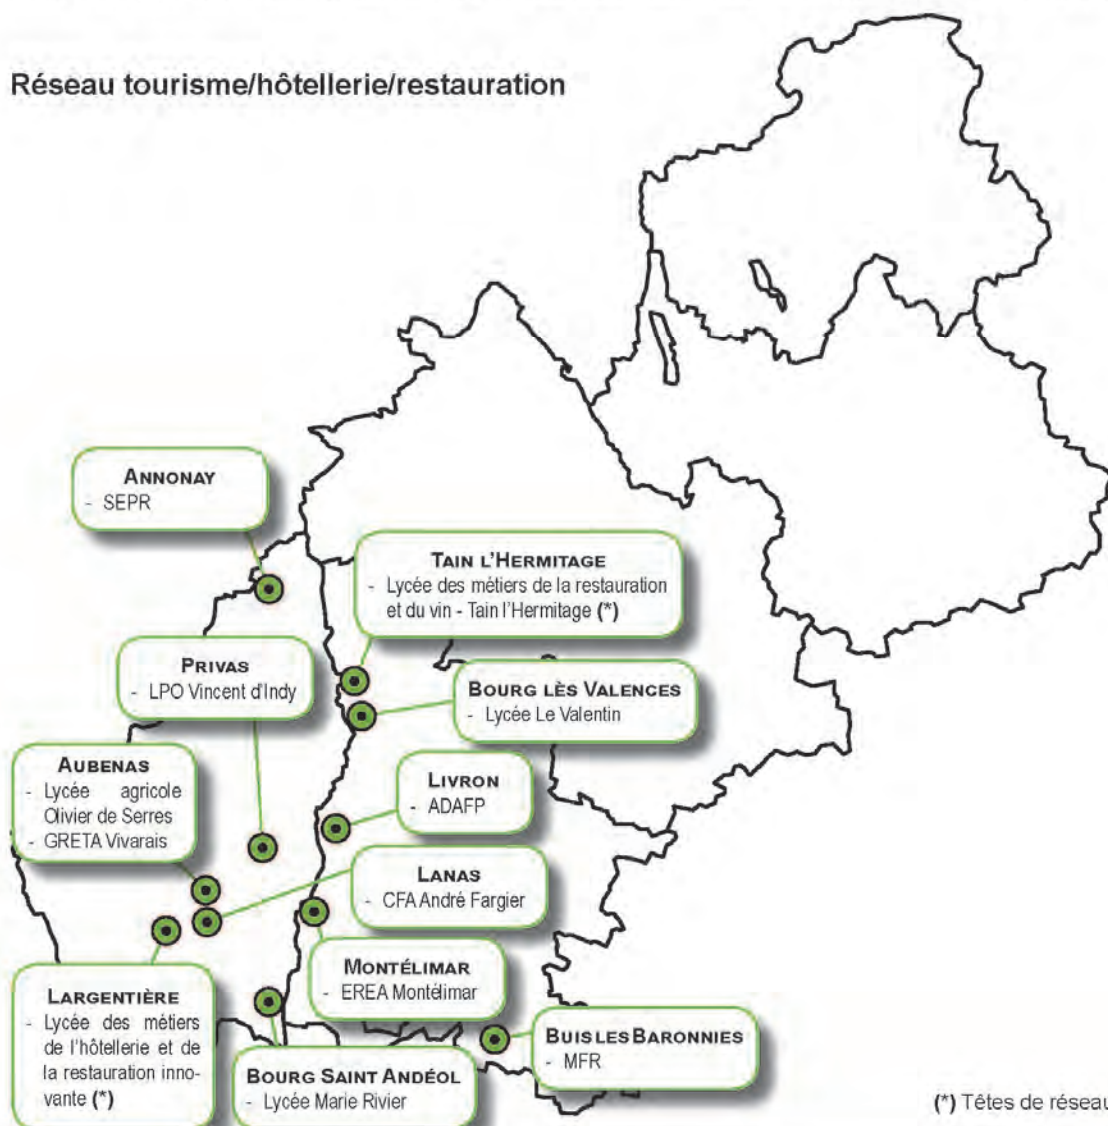 Réseau tourisme/hôtellerie/restauration
ANNONAY
- SEPR
TAIN L'HERMITAGE
- Lycée des métiers de la restauration
et du vin - Tain l'Hermitage (*)
PRIVAS
- LPO Vincent d'Indy
BOURG LÈS VALENCES
- Lycée Le Valentin
AUBENAS
- Lycée agricole
Olivier de Serres
- GRETA Vivarais
LIVRON
- ADAFP
LANAS
- CFA André Fargier
LARGENTIÈRE
- Lycée des métiers
de l'hôtellerie et de
la restauration inno-
vante (*)
MONTÉLIMAR
- EREA Montélimar
BOURG SAINT ANDÉOL
- Lycée Marie Rivier
BUIS LES BARONNIES
- MFR
(*) Têtes de réseau